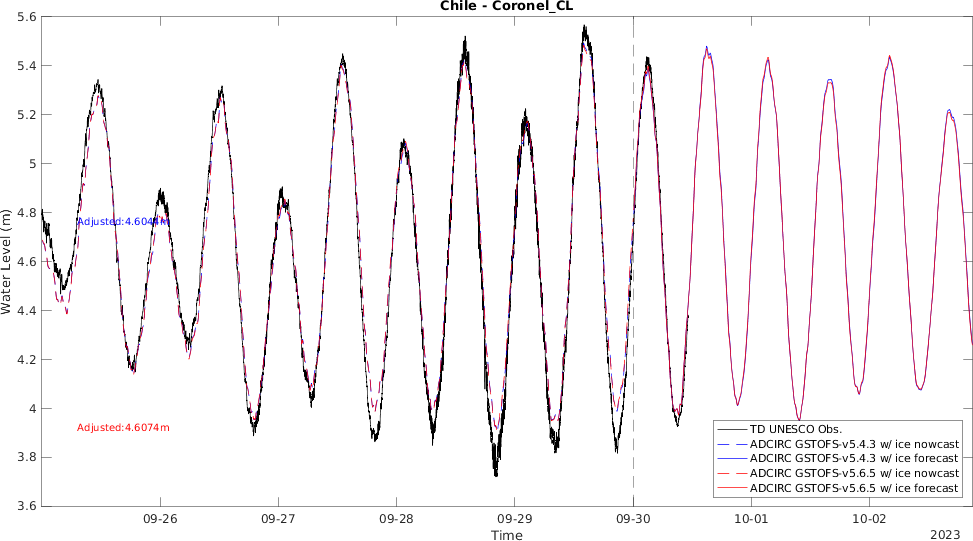 Chile - Coronel_CL
5.6
5.4
5.2
5
4.8
4.6
4.4
4.2
4
3.8
3.6
Water Level (m)
Adjusted:4.6044m
Adjusted:4.6074m
TD UNESCO Obs.
ADCIRC GSTOFS-v5.4.3 w/ ice nowcast
ADCIRC GSTOFS-v5.4.3 w/ ice forecast
ADCIRC GSTOFS-v5.6.5 w/ ice nowcast
ADCIRC GSTOFS-v5.6.5 w/ ice forecast
09-26 09-27 09-28 09-29 09-30 10-01 10-02
Time
2023